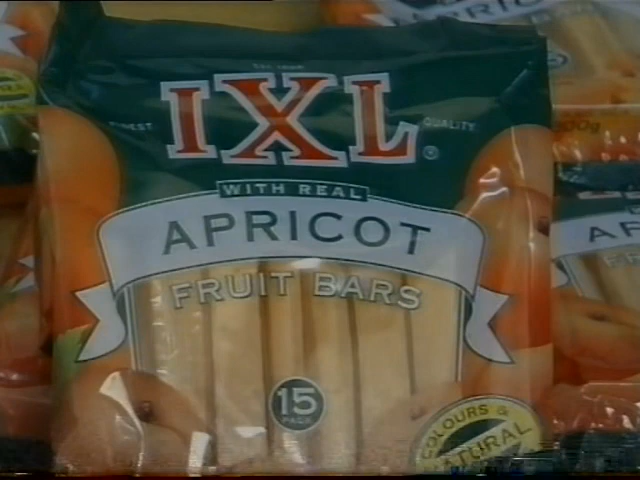 IXL
FINEST
QUALITY
WITH REAL
APRICOT
FRUIT BARS
15
PACK
COLOURS &
NATURAL